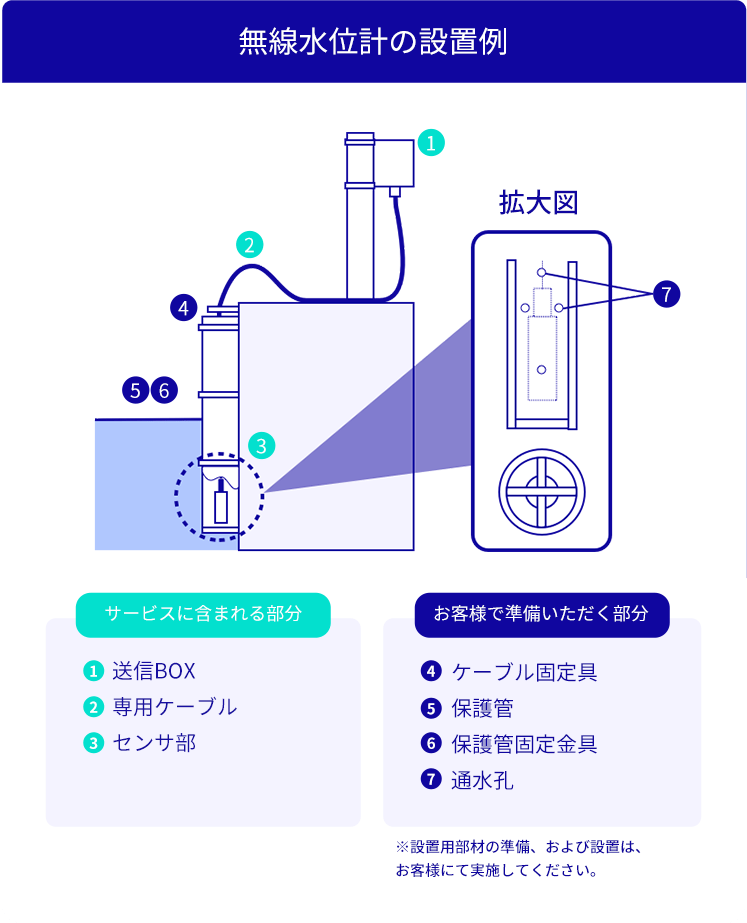 無線水位計の設置例
1
拡大図
2
4
7
5 6
3
サービスに含まれる部分
1 送信BOX
2 専用ケーブル
3 センサ部
お客様で準備いただく部分
4 ケーブル固定具
5 保護管
6 保護管固定金具
7 通水孔
※設置用部材の準備、および設置は、
お客様にて実施してください。